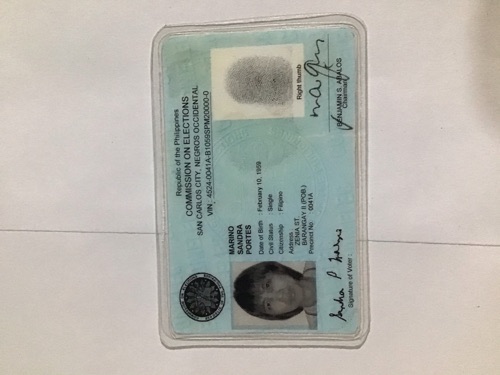 Republic of the Philippines
COMMISSION ON ELECTIONS
SAN CARLOS CITY, NEGROS OCCIDENTAL
VIN : 4524-0041A-B1059SPM20000-0
MARINO
SANDRA
PORTES
Date of Birth : February 10, 1959
Civil Status : Single
Citizenship : Filipino
Address :
ZENIA ST.
BARANGAY II (POB.)
Precinct No : 0041A
Signature of Voter :
Right thumb
BENJAMIN S. ABALOS
Chairman